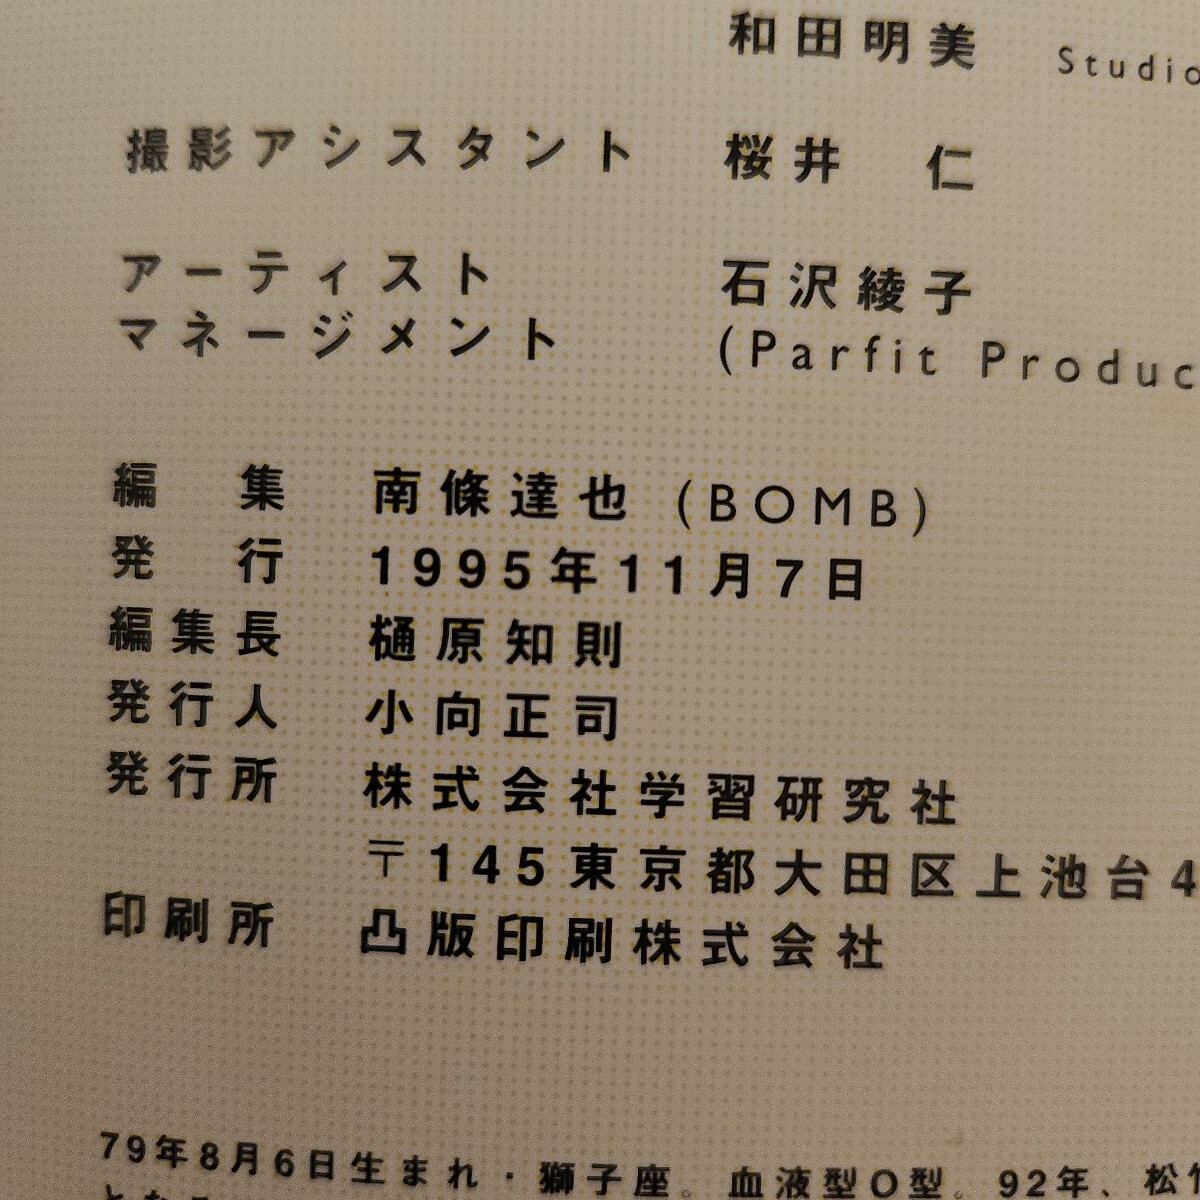 和田明美 Studio
撮影アシスタント 桜井 仁
アーティスト
マネージメント 石沢綾子
(Parfit Produc
編 集 南條達也 (BOMB)
発 行 1995年11月7日
編集長 樋原知則
発行人 小向正司
発行所 株式会社学習研究社
〒145東京都大田区上池台4
印刷所 凸版印刷株式会社
79年8月6日生まれ・獅子座。血液型O型。92年、松竹